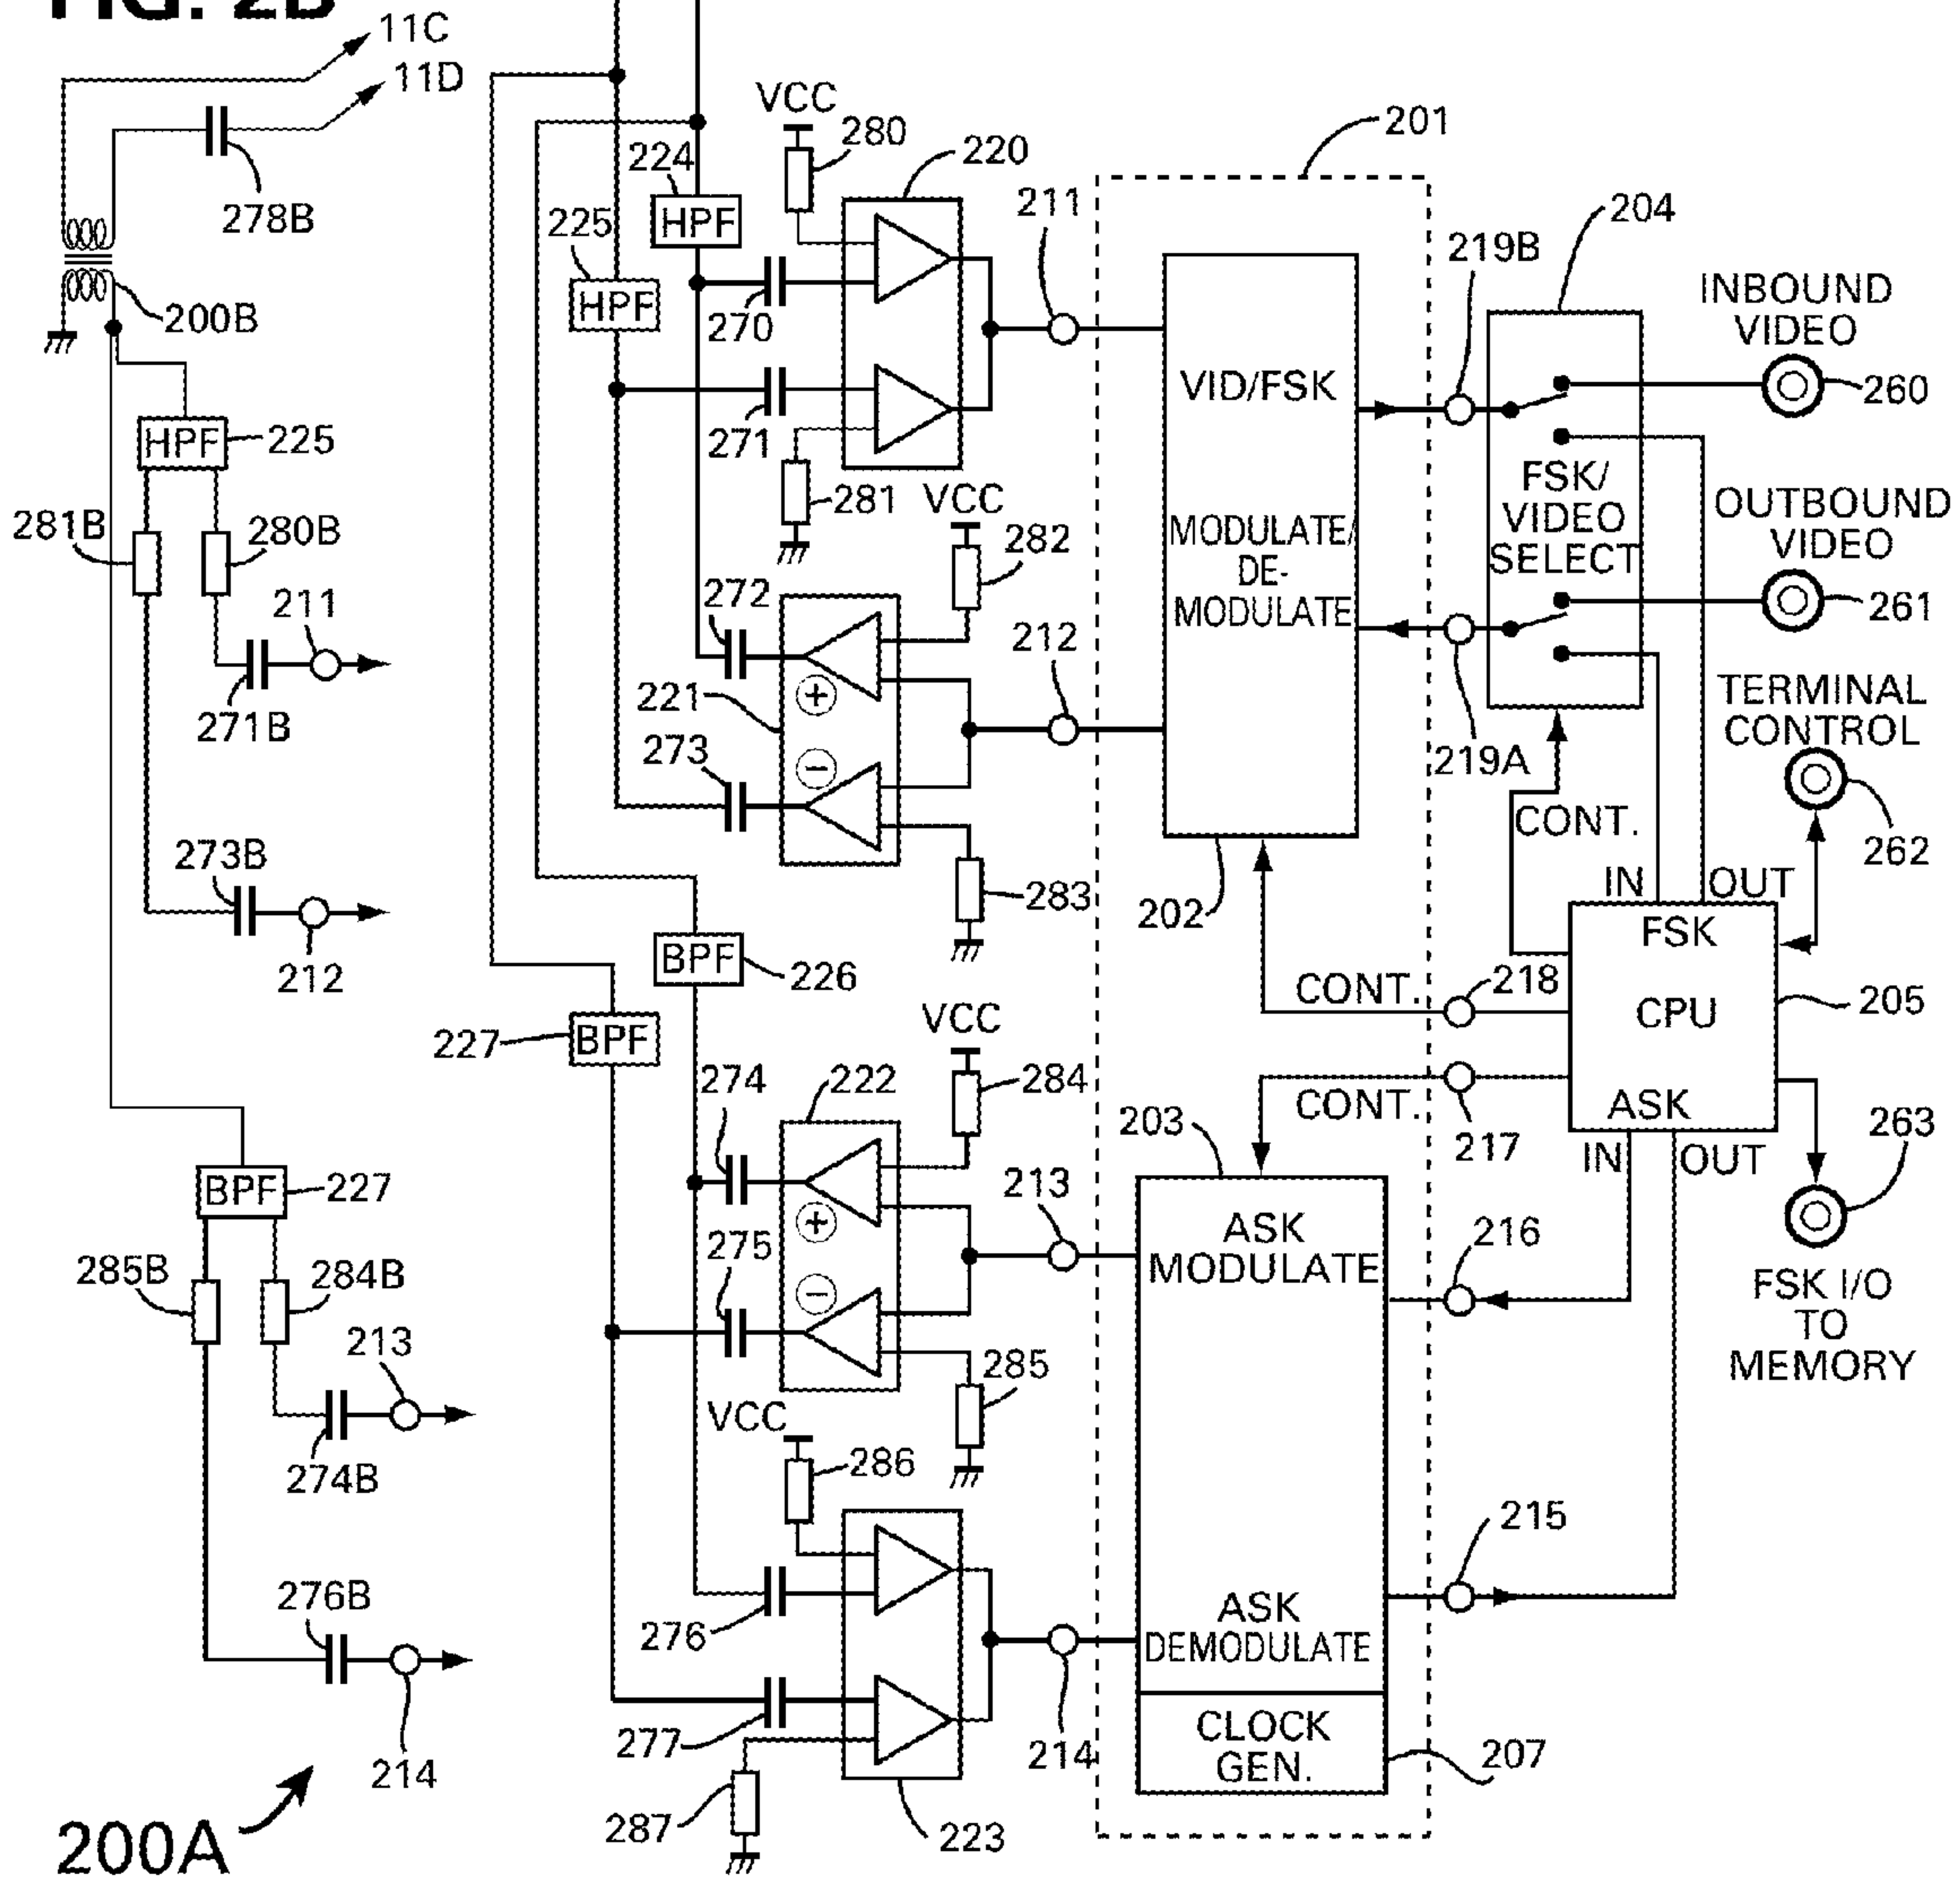 FIG. 2B
11C
11D
278B
200B
HPF
225
281B
280B
211
271B
273B
212
BPF
227
285B
284B
213
274B
276B
214
200A
VCC
280
220
224
HPF
225
HPF
270
271
281
VCC
282
272
221
+
−
273
283
BPF
226
227
BPF
VCC
284
274
222
+
−
275
285
VCC
286
276
277
287
223
211
212
213
214
201
VID/FSK
MODULATE/
DE-
MODULATE
202
203
ASK
MODULATE
ASK
DEMODULATE
CLOCK
GEN.
207
219B
204
FSK/
VIDEO
SELECT
219A
INBOUND
VIDEO
260
OUTBOUND
VIDEO
261
TERMINAL
CONTROL
262
CONT.
IN
OUT
FSK
CPU
ASK
205
CONT.
218
CONT.
217
IN
OUT
216
215
263
FSK I/O
TO
MEMORY